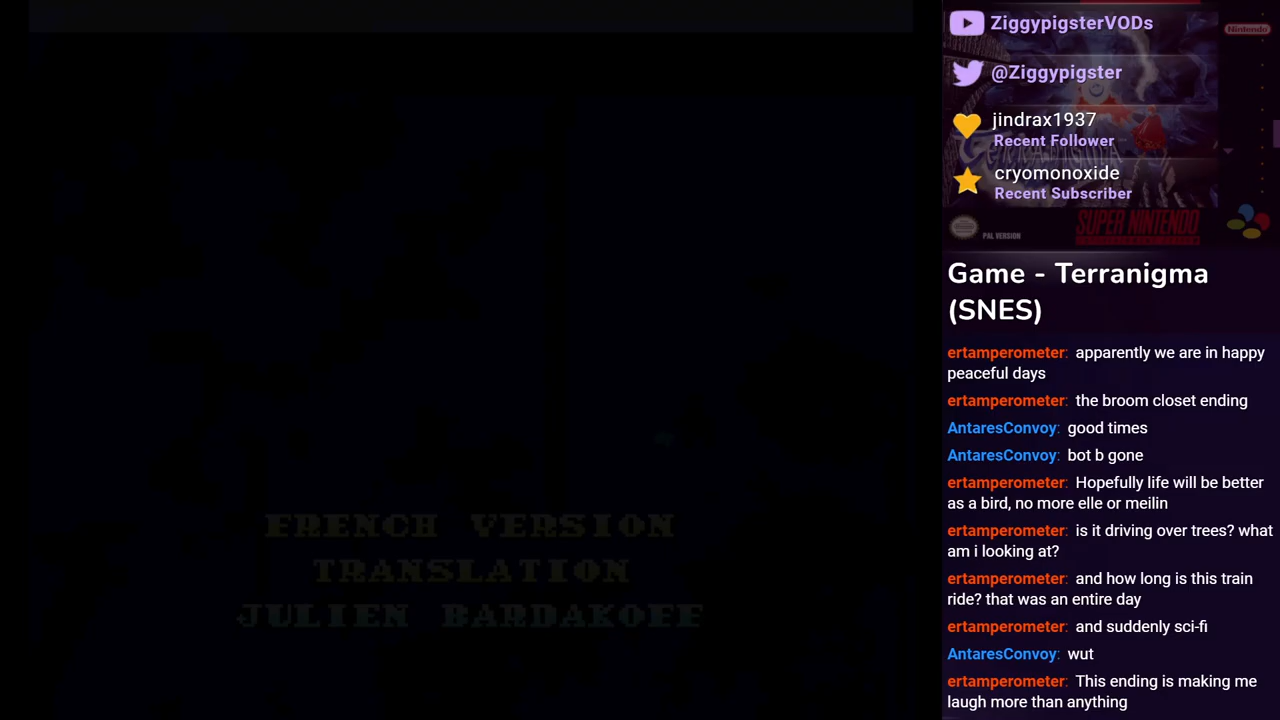 FRENCH VERSION
TRANSLATION
JULIEN BARDAKOFF
ZiggypigsterVODs
Nintendo
@Ziggypigster
jindrax1937
Recent Follower
cryomonoxide
Recent Subscriber
PAL VERSION
SUPER NINTENDO
Game - Terranigma
(SNES)
ertamperometer: apparently we are in happy
peaceful days
ertamperometer: the broom closet ending
AntaresConvoy: good times
AntaresConvoy: bot b gone
ertamperometer: Hopefully life will be better
as a bird, no more elle or meilin
ertamperometer: is it driving over trees? what
am i looking at?
ertamperometer: and how long is this train
ride? that was an entire day
ertamperometer: and suddenly sci-fi
AntaresConvoy: wut
ertamperometer: This ending is making me
laugh more than anything